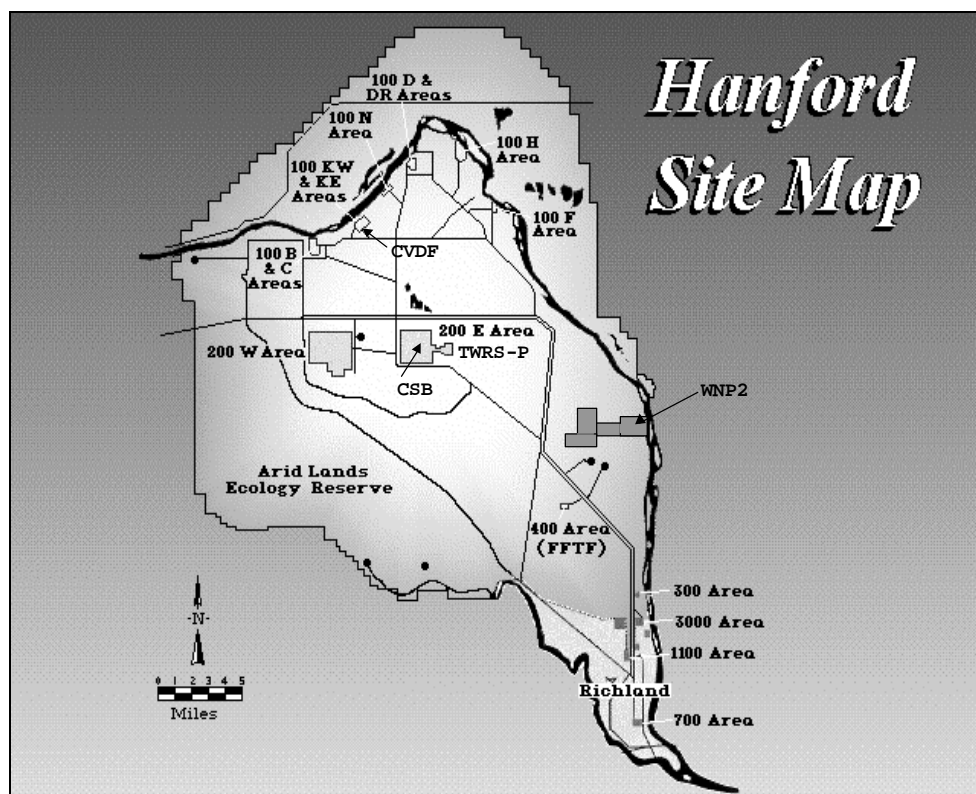 Hanford
Site Map
100 D &
DR Areas
100 N
Area
100 H
Area
100 KW
& KE
Areas
100 F
Area
CVDF
100 B
& C
Areas
200 E Area
200 W Area
TWRS-P
CSB
WNP2
Arid Lands
Ecology Reserve
400 Area
(FFTF)
300 Area
-N-
3000 Area
1100 Area
0 1 2 3 4 5
Miles
Richland
700 Area